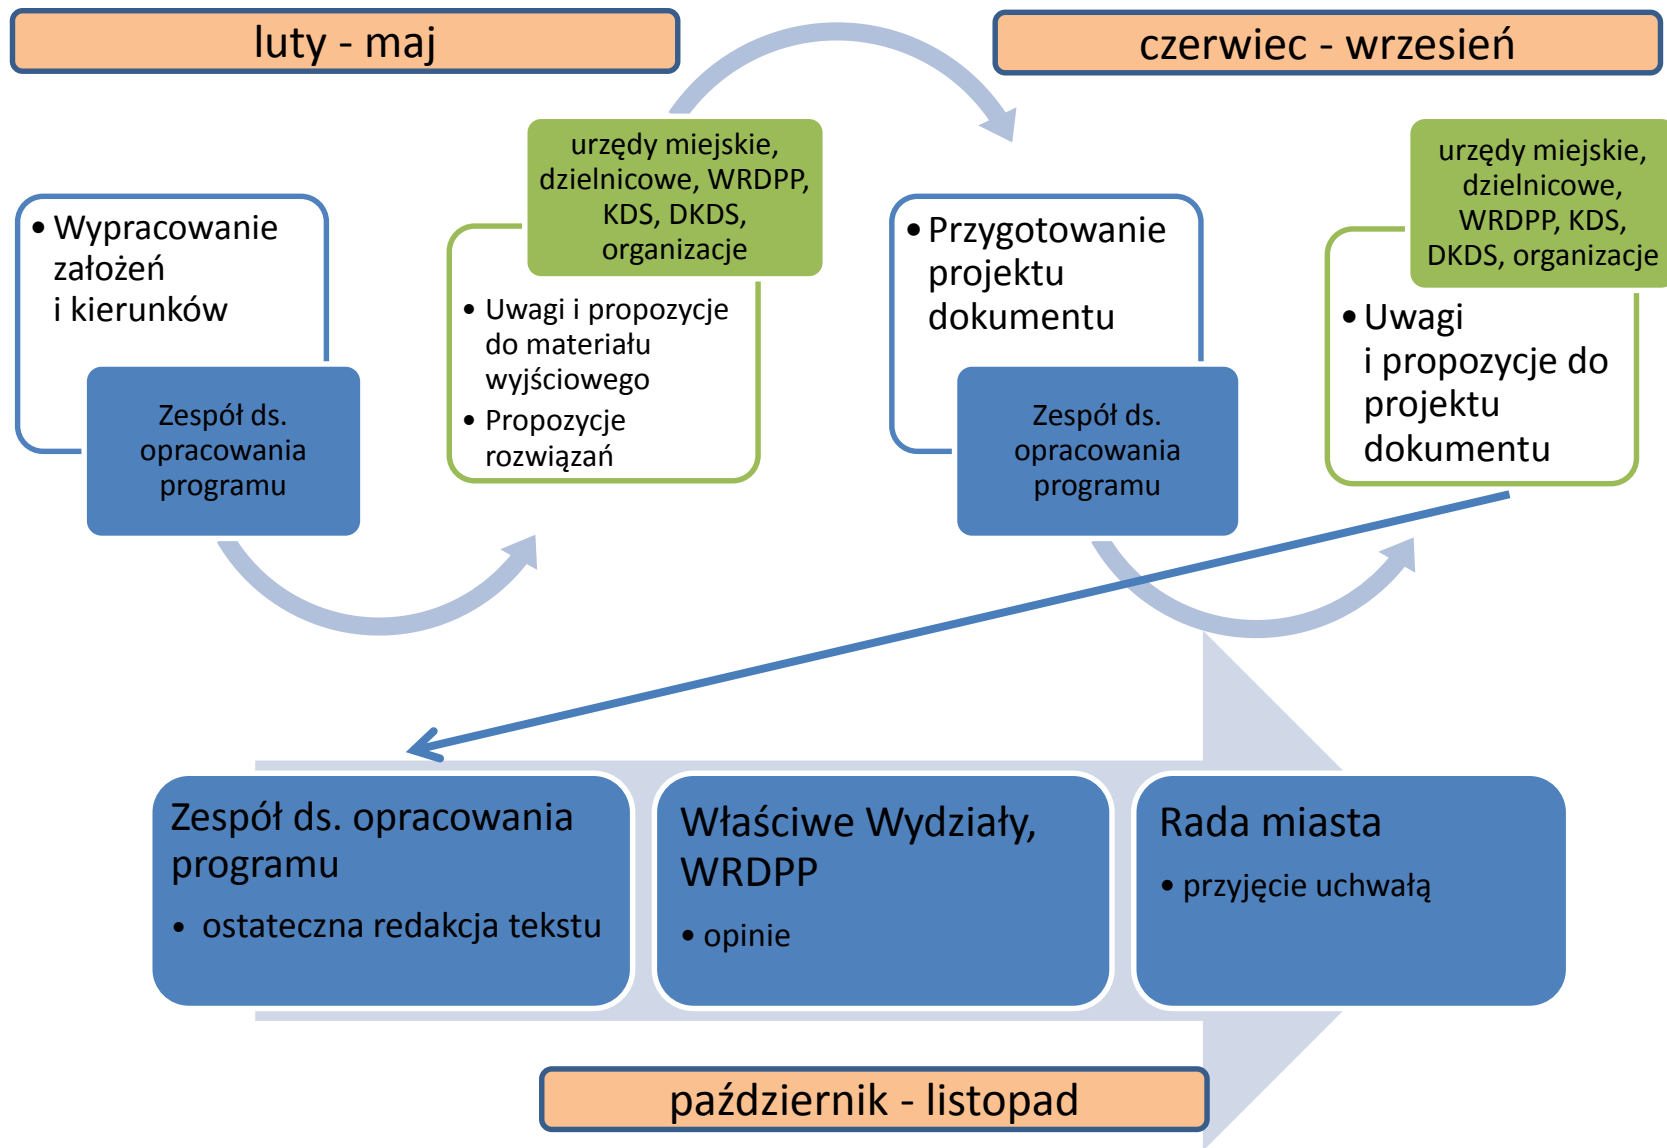 luty - maj
czerwiec - wrzesień
• Wypracowanie
założeń
i kierunków
Zespół ds.
opracowania
programu
urzędy miejskie,
dzielnicowe, WRDPP,
KDS, DKDS,
organizacje
• Uwagi i propozycje
do materiału
wyjściowego
• Propozycje
rozwiązań
• Przygotowanie
projektu
dokumentu
Zespół ds.
opracowania
programu
urzędy miejskie,
dzielnicowe,
WRDPP, KDS,
DKDS, organizacje
• Uwagi
i propozycje do
projektu
dokumentu
Zespół ds. opracowania
programu
• ostateczna redakcja tekstu
Właściwe Wydziały,
WRDPP
• opinie
Rada miasta
• przyjęcie uchwałą
październik - listopad